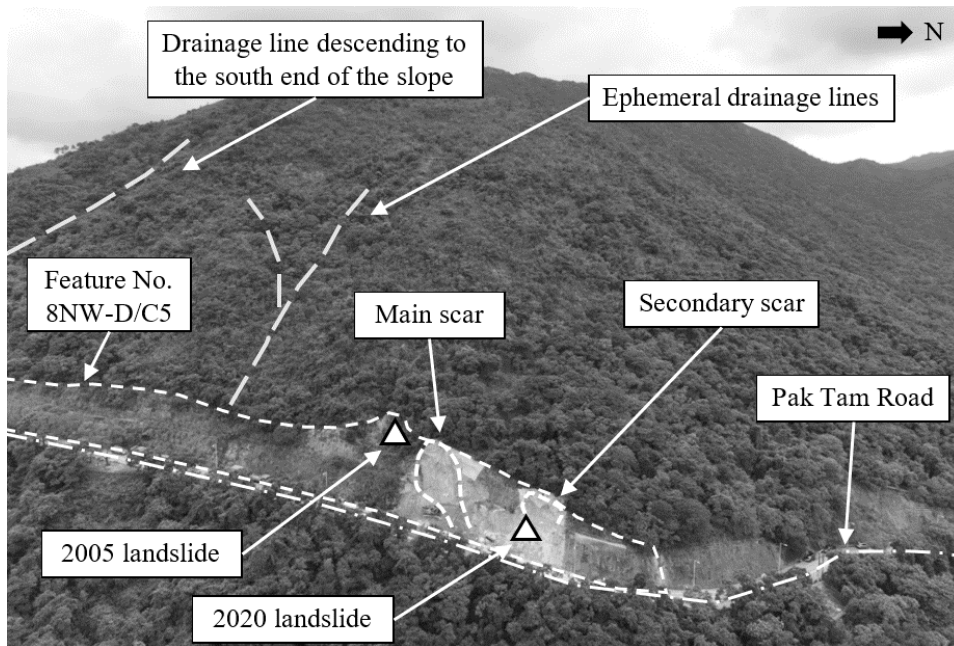 Drainage line descending to
the south end of the slope
N
Ephemeral drainage lines
Feature No.
8NW-D/C5
Main scar
Secondary scar
Pak Tam Road
2005 landslide
2020 landslide